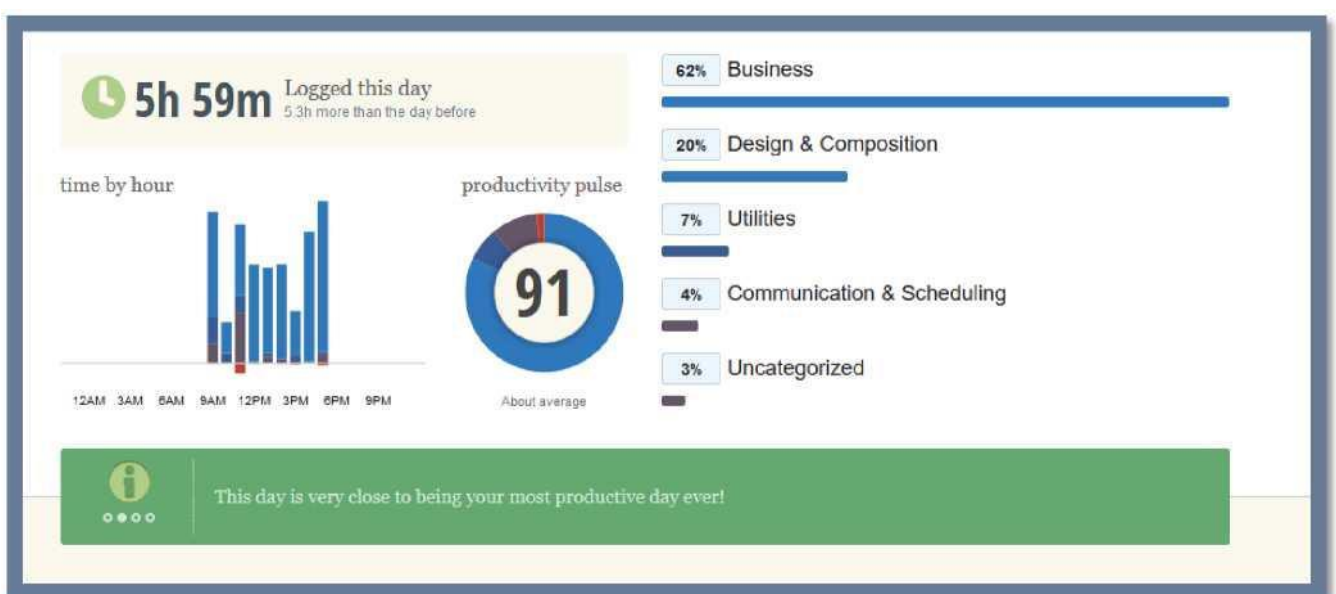 5h 59m Logged this day
5.3h more than the day before
time by hour
12AM 3AM 6AM 9AM 12PM 3PM 6PM 9PM
productivity pulse
91
About average
62% Business
20% Design & Composition
7% Utilities
4% Communication & Scheduling
3% Uncategorized
This day is very close to being your most productive day ever!